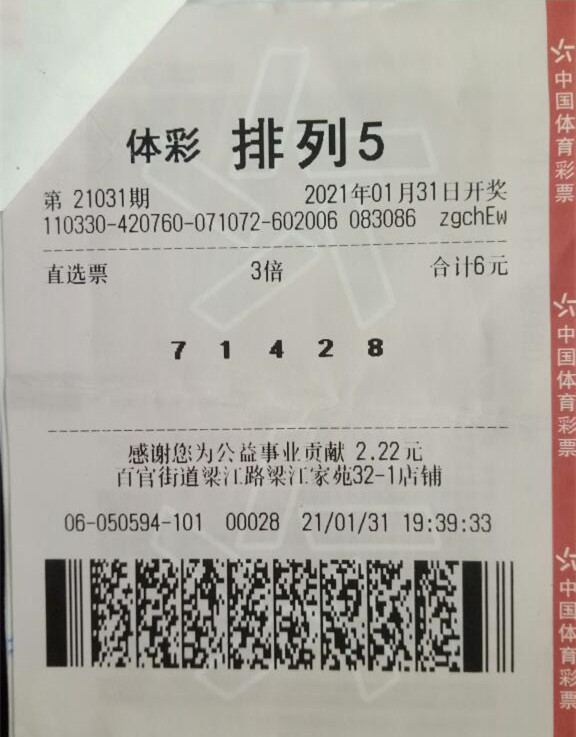 体彩 排列5
第 21031期 2021年01月31日开奖
110330-420760-071072-602006 083086 zgchEw
直选票 3倍 合计6元
7 1 4 2 8
感谢您为公益事业贡献 2.22元
百官街道梁江路梁江家苑32-1店铺
06-050594-101 00028 21/01/31 19:39:33
中国体育彩票
中国体育彩票
中国体育彩票